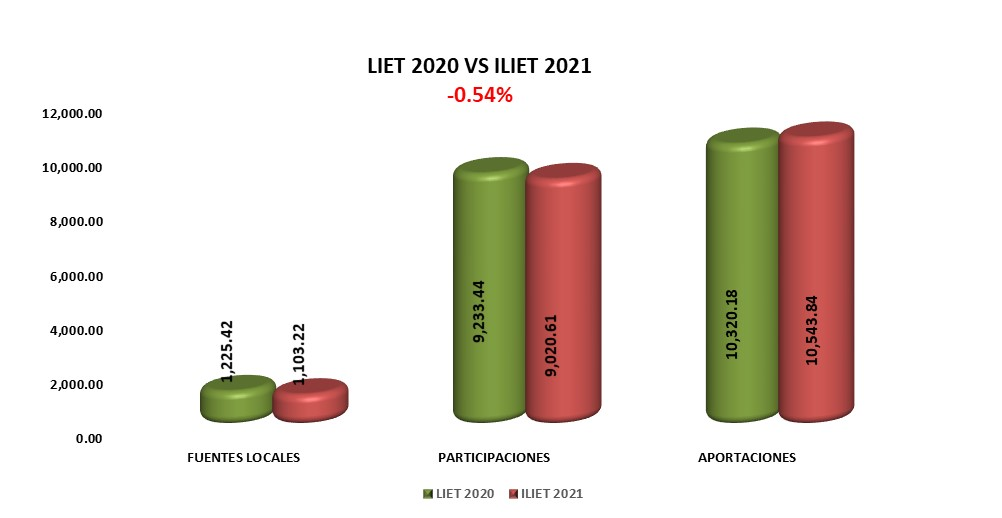 LIET 2020 VS ILIET 2021
-0.54%
12,000.00
10,000.00
8,000.00
6,000.00
4,000.00
2,000.00
0.00
1,225.42
1,103.22
9,233.44
9,020.61
10,320.18
10,543.84
FUENTES LOCALES
PARTICIPACIONES
APORTACIONES
LIET 2020
ILIET 2021